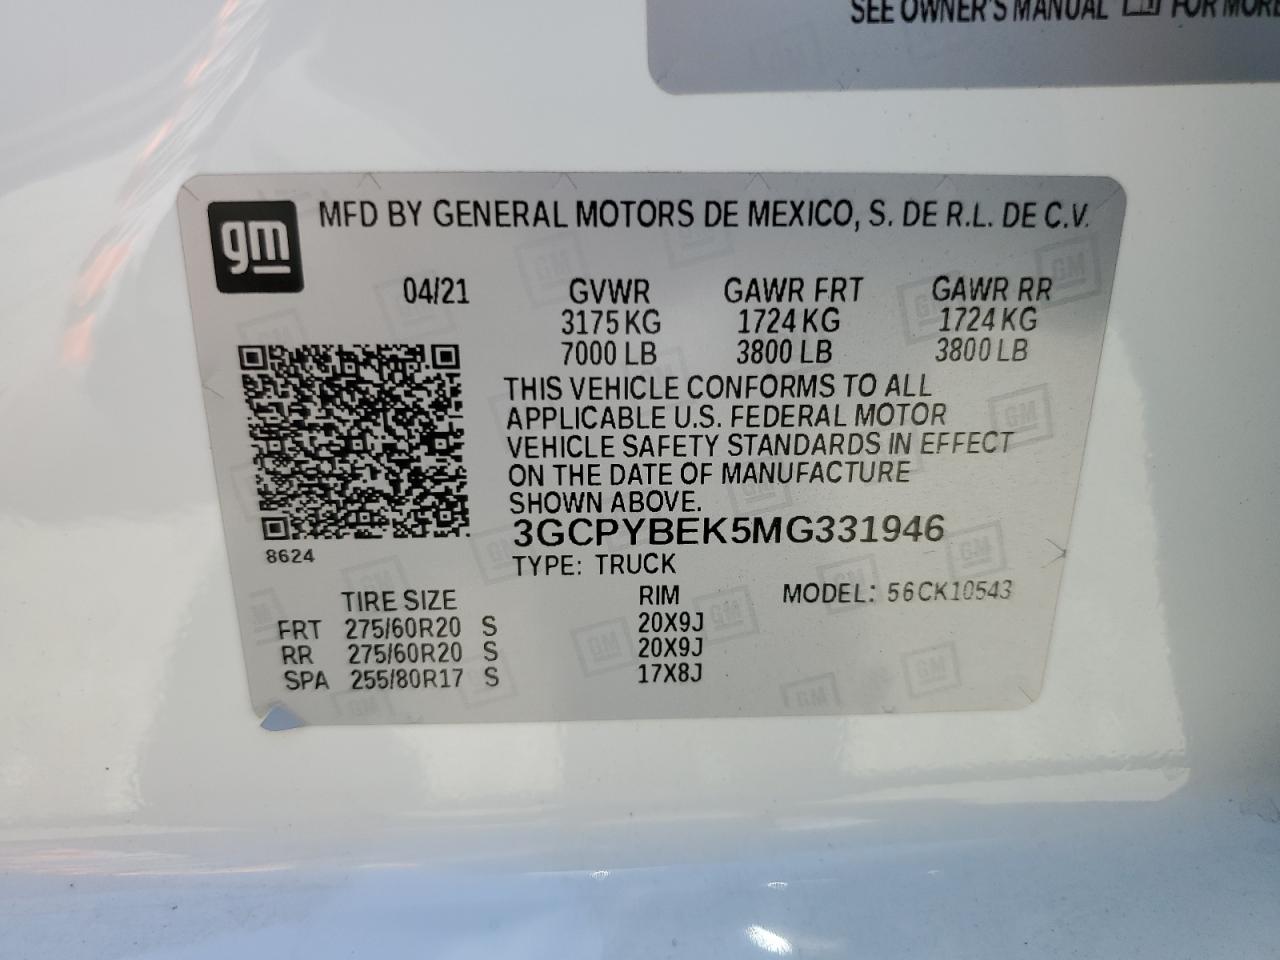 SEE OWNER'S MANUAL FOR MORE
gm
MFD BY GENERAL MOTORS DE MEXICO, S. DE R.L. DE C.V.
04/21 GVWR GAWR FRT GAWR RR
3175 KG 1724 KG 1724 KG
7000 LB 3800 LB 3800 LB
THIS VEHICLE CONFORMS TO ALL
APPLICABLE U.S. FEDERAL MOTOR
VEHICLE SAFETY STANDARDS IN EFFECT
ON THE DATE OF MANUFACTURE
SHOWN ABOVE.
3GCPYBEK5MG331946
8624
TYPE: TRUCK
TIRE SIZE RIM MODEL: 56CK10543
FRT 275/60R20 S 20X9J
RR 275/60R20 S 20X9J
SPA 255/80R17 S 17X8J